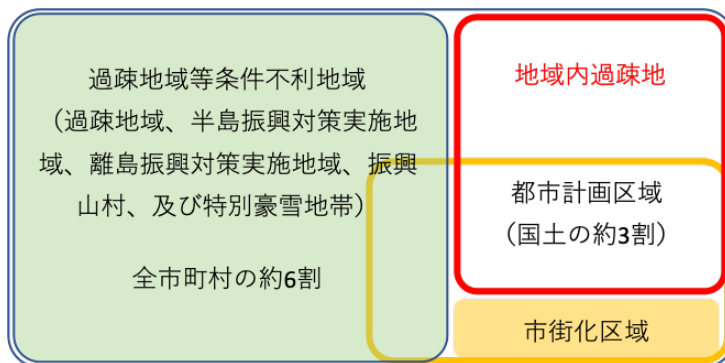 過疎地域等条件不利地域
（過疎地域、半島振興対策実施地
域、離島振興対策実施地域、振興
山村、及び特別豪雪地帯）
全市町村の約6割
地域内過疎地
都市計画区域
（国土の約3割）
市街化区域